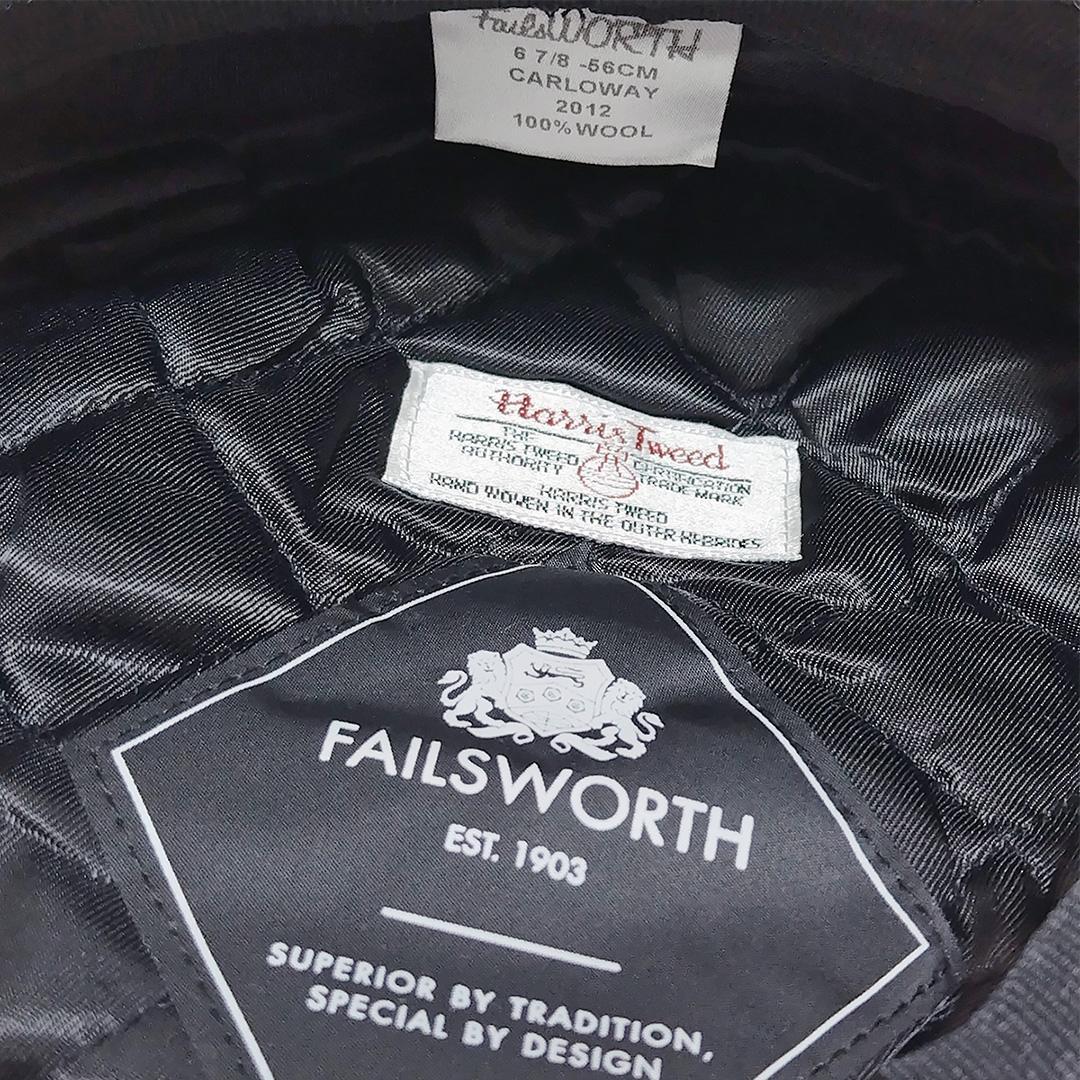 FailsWORTH
6 7/8 -56CM
CARLOWAY
2012
100% WOOL
Harris Tweed
THE HARRIS TWEED AUTHORITY
CERTIFICATION TRADE MARK
HARRIS TWEED
HAND WOVEN IN THE OUTER HEBRIDES
FAILSWORTH
EST. 1903
SUPERIOR BY TRADITION,
SPECIAL BY DESIGN